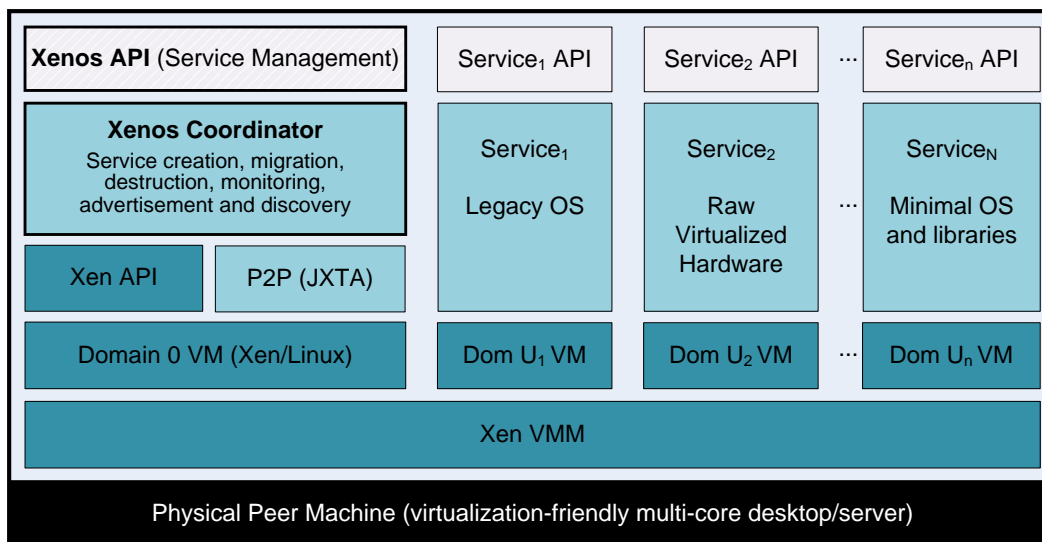 Xenos API (Service Management)
Service₁ API
Service₂ API
...
Serviceₙ API
Xenos Coordinator
Service creation, migration,
destruction, monitoring,
advertisement and discovery
Service₁
Legacy OS
Service₂
Raw
Virtualized
Hardware
...
Service_N
Minimal OS
and libraries
Xen API
P2P (JXTA)
Domain 0 VM (Xen/Linux)
Dom U₁ VM
Dom U₂ VM
...
Dom Uₙ VM
Xen VMM
Physical Peer Machine (virtualization-friendly multi-core desktop/server)